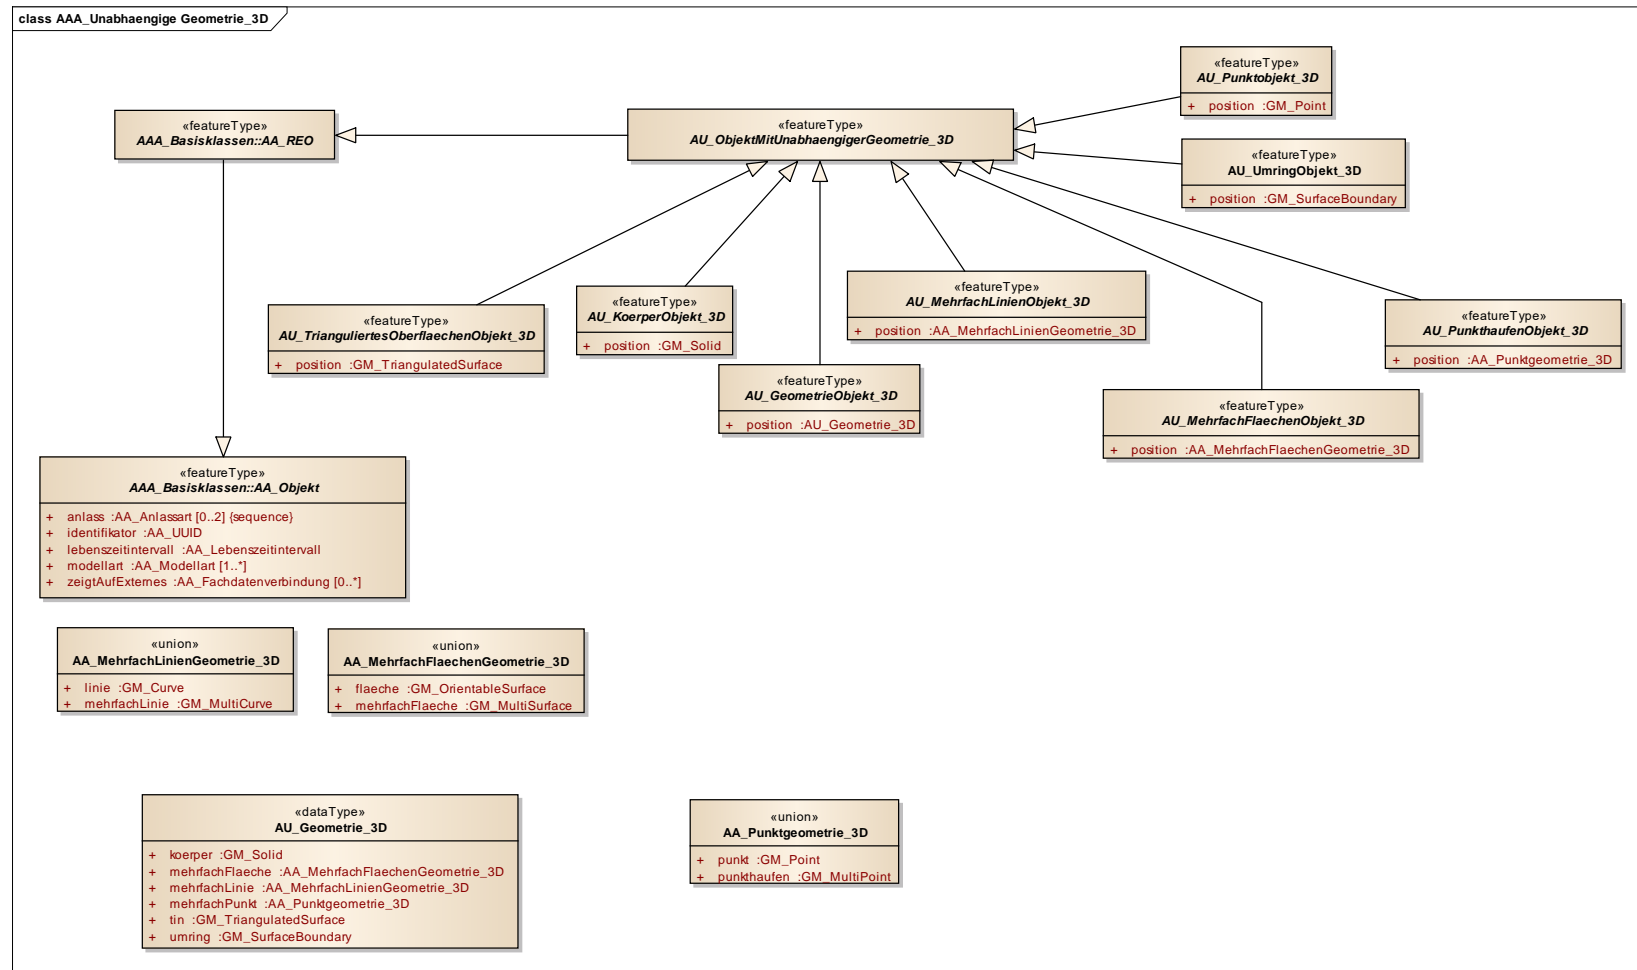 class AAA_Unabhaengige Geometrie_3D
«featureType»
AU_Punktobjekt_3D
+ position :GM_Point
«featureType»
AAA_Basisklassen::AA_REO
«featureType»
AU_ObjektMitUnabhaengigerGeometrie_3D
«featureType»
AU_UmringObjekt_3D
+ position :GM_SurfaceBoundary
«featureType»
AU_TrianguliertesOberflaechenObjekt_3D
+ position :GM_TriangulatedSurface
«featureType»
AU_KoerperObjekt_3D
+ position :GM_Solid
«featureType»
AU_MehrfachLinienObjekt_3D
+ position :AA_MehrfachLinienGeometrie_3D
«featureType»
AU_PunkthaufenObjekt_3D
+ position :AA_Punktgeometrie_3D
«featureType»
AU_GeometrieObjekt_3D
+ position :AU_Geometrie_3D
«featureType»
AU_MehrfachFlaechenObjekt_3D
+ position :AA_MehrfachFlaechenGeometrie_3D
«featureType»
AAA_Basisklassen::AA_Objekt
+ anlass :AA_Anlassart [0..2] {sequence}
+ identifikator :AA_UUID
+ lebenszeitintervall :AA_Lebenszeitintervall
+ modellart :AA_Modellart [1..*]
+ zeigtAufExternes :AA_Fachdatenverbindung [0..*]
«union»
AA_MehrfachLinienGeometrie_3D
+ linie :GM_Curve
+ mehrfachLinie :GM_MultiCurve
«union»
AA_MehrfachFlaechenGeometrie_3D
+ flaeche :GM_OrientableSurface
+ mehrfachFlaeche :GM_MultiSurface
«dataType»
AU_Geometrie_3D
+ koerper :GM_Solid
+ mehrfachFlaeche :AA_MehrfachFlaechenGeometrie_3D
+ mehrfachLinie :AA_MehrfachLinienGeometrie_3D
+ mehrfachPunkt :AA_Punktgeometrie_3D
+ tin :GM_TriangulatedSurface
+ umring :GM_SurfaceBoundary
«union»
AA_Punktgeometrie_3D
+ punkt :GM_Point
+ punkthaufen :GM_MultiPoint